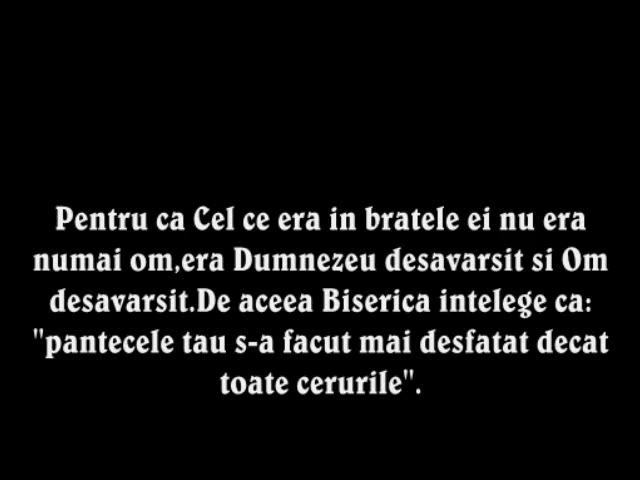 Pentru ca Cel ce era in bratele ei nu era
numai om,era Dumnezeu desavarsit si Om
desavarsit.De aceea Biserica intelege ca:
"pantecele tau s-a facut mai desfatat decat
toate cerurile".